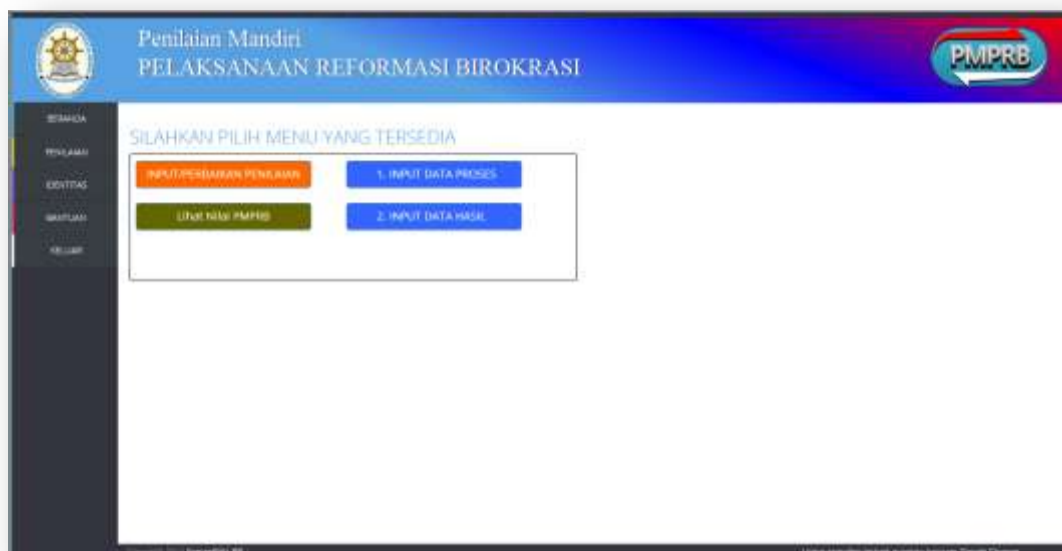 Penilaian Mandiri
PELAKSANAAN REFORMASI BIROKRASI
PMPRB
BERANDA
PENILAIAN
IDENTITAS
BANTUAN
KELUAR
SILAHKAN PILIH MENU YANG TERSEDIA
INPUT/PERBAIKAN PENILAIAN
1. INPUT DATA PROSES
Lihat Nilai PMPRB
2. INPUT DATA HASIL